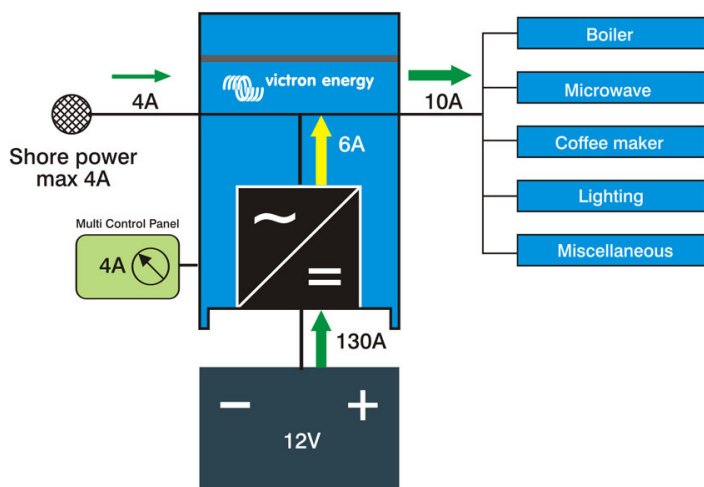 victron energy
4A
10A
Shore power
max 4A
6A
Multi Control Panel
4A
130A
12V
Boiler
Microwave
Coffee maker
Lighting
Miscellaneous